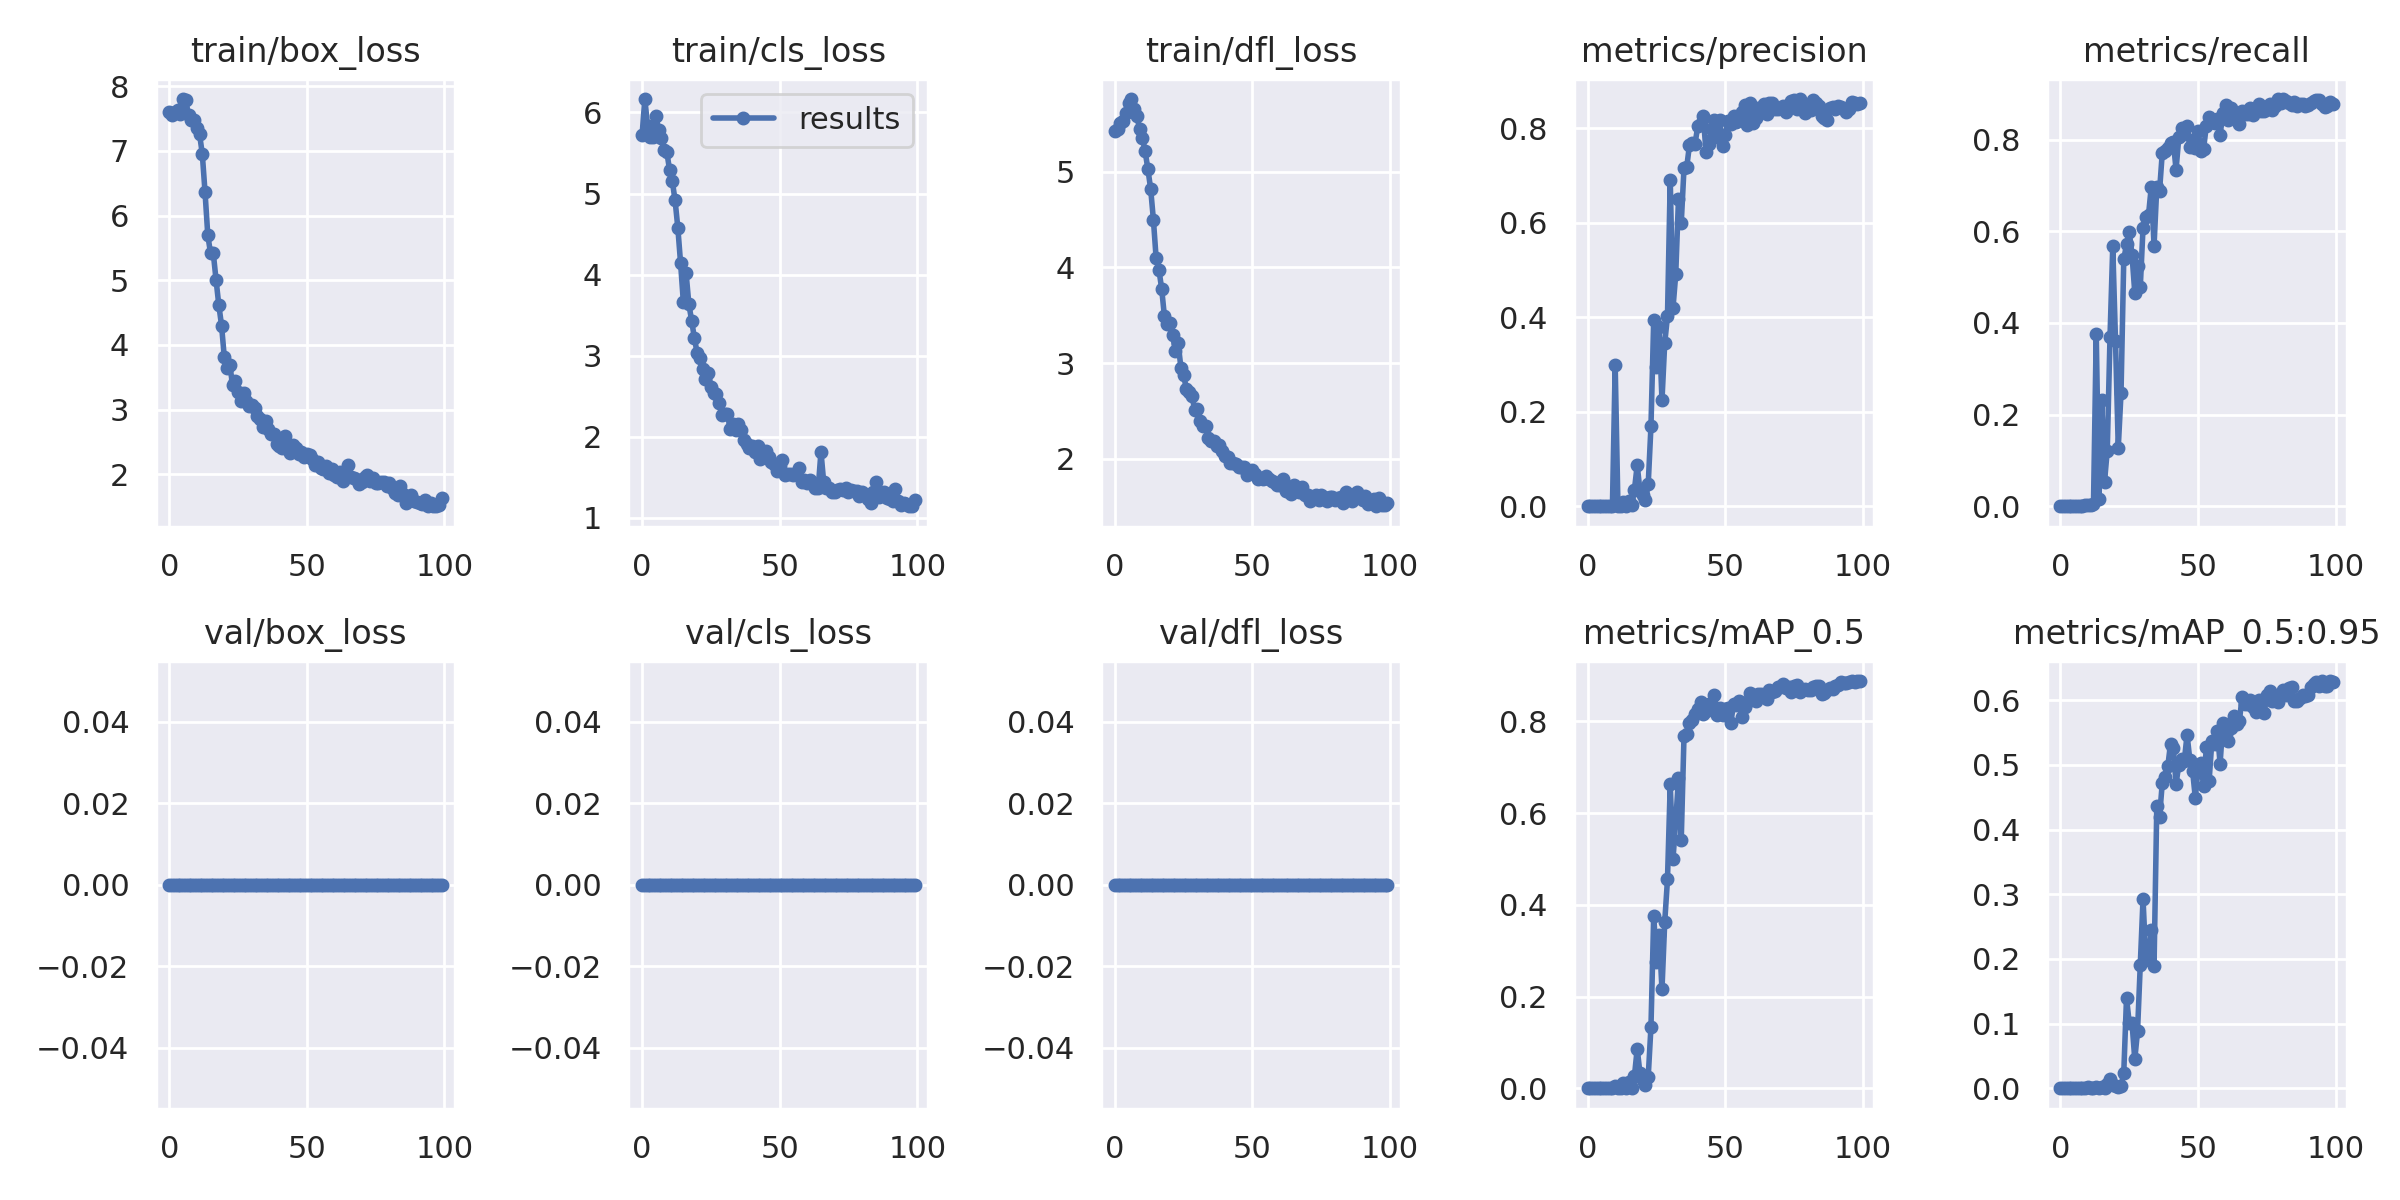 train/box_loss
8
7
6
5
4
3
2
0 50 100
train/cls_loss
results
6
5
4
3
2
1
0 50 100
train/dfl_loss
5
4
3
2
0 50 100
metrics/precision
0.8
0.6
0.4
0.2
0.0
0 50 100
metrics/recall
0.8
0.6
0.4
0.2
0.0
0 50 100
val/box_loss
0.04
0.02
0.00
−0.02
−0.04
0 50 100
val/cls_loss
0.04
0.02
0.00
−0.02
−0.04
0 50 100
val/dfl_loss
0.04
0.02
0.00
−0.02
−0.04
0 50 100
metrics/mAP_0.5
0.8
0.6
0.4
0.2
0.0
0 50 100
metrics/mAP_0.5:0.95
0.6
0.5
0.4
0.3
0.2
0.1
0.0
0 50 100